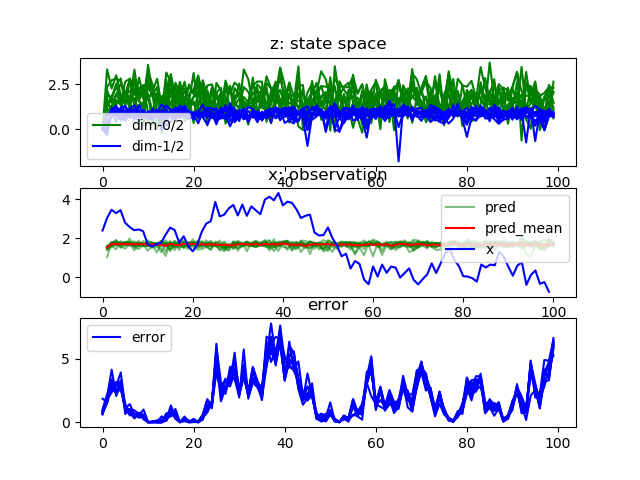 z: state space
2.5
0.0
dim-0/2
dim-1/2
0 20 40 60 80 100
x: observation
4
2
0
pred
pred_mean
x
0 20 40 60 80 100
error
5
0
error
0 20 40 60 80 100